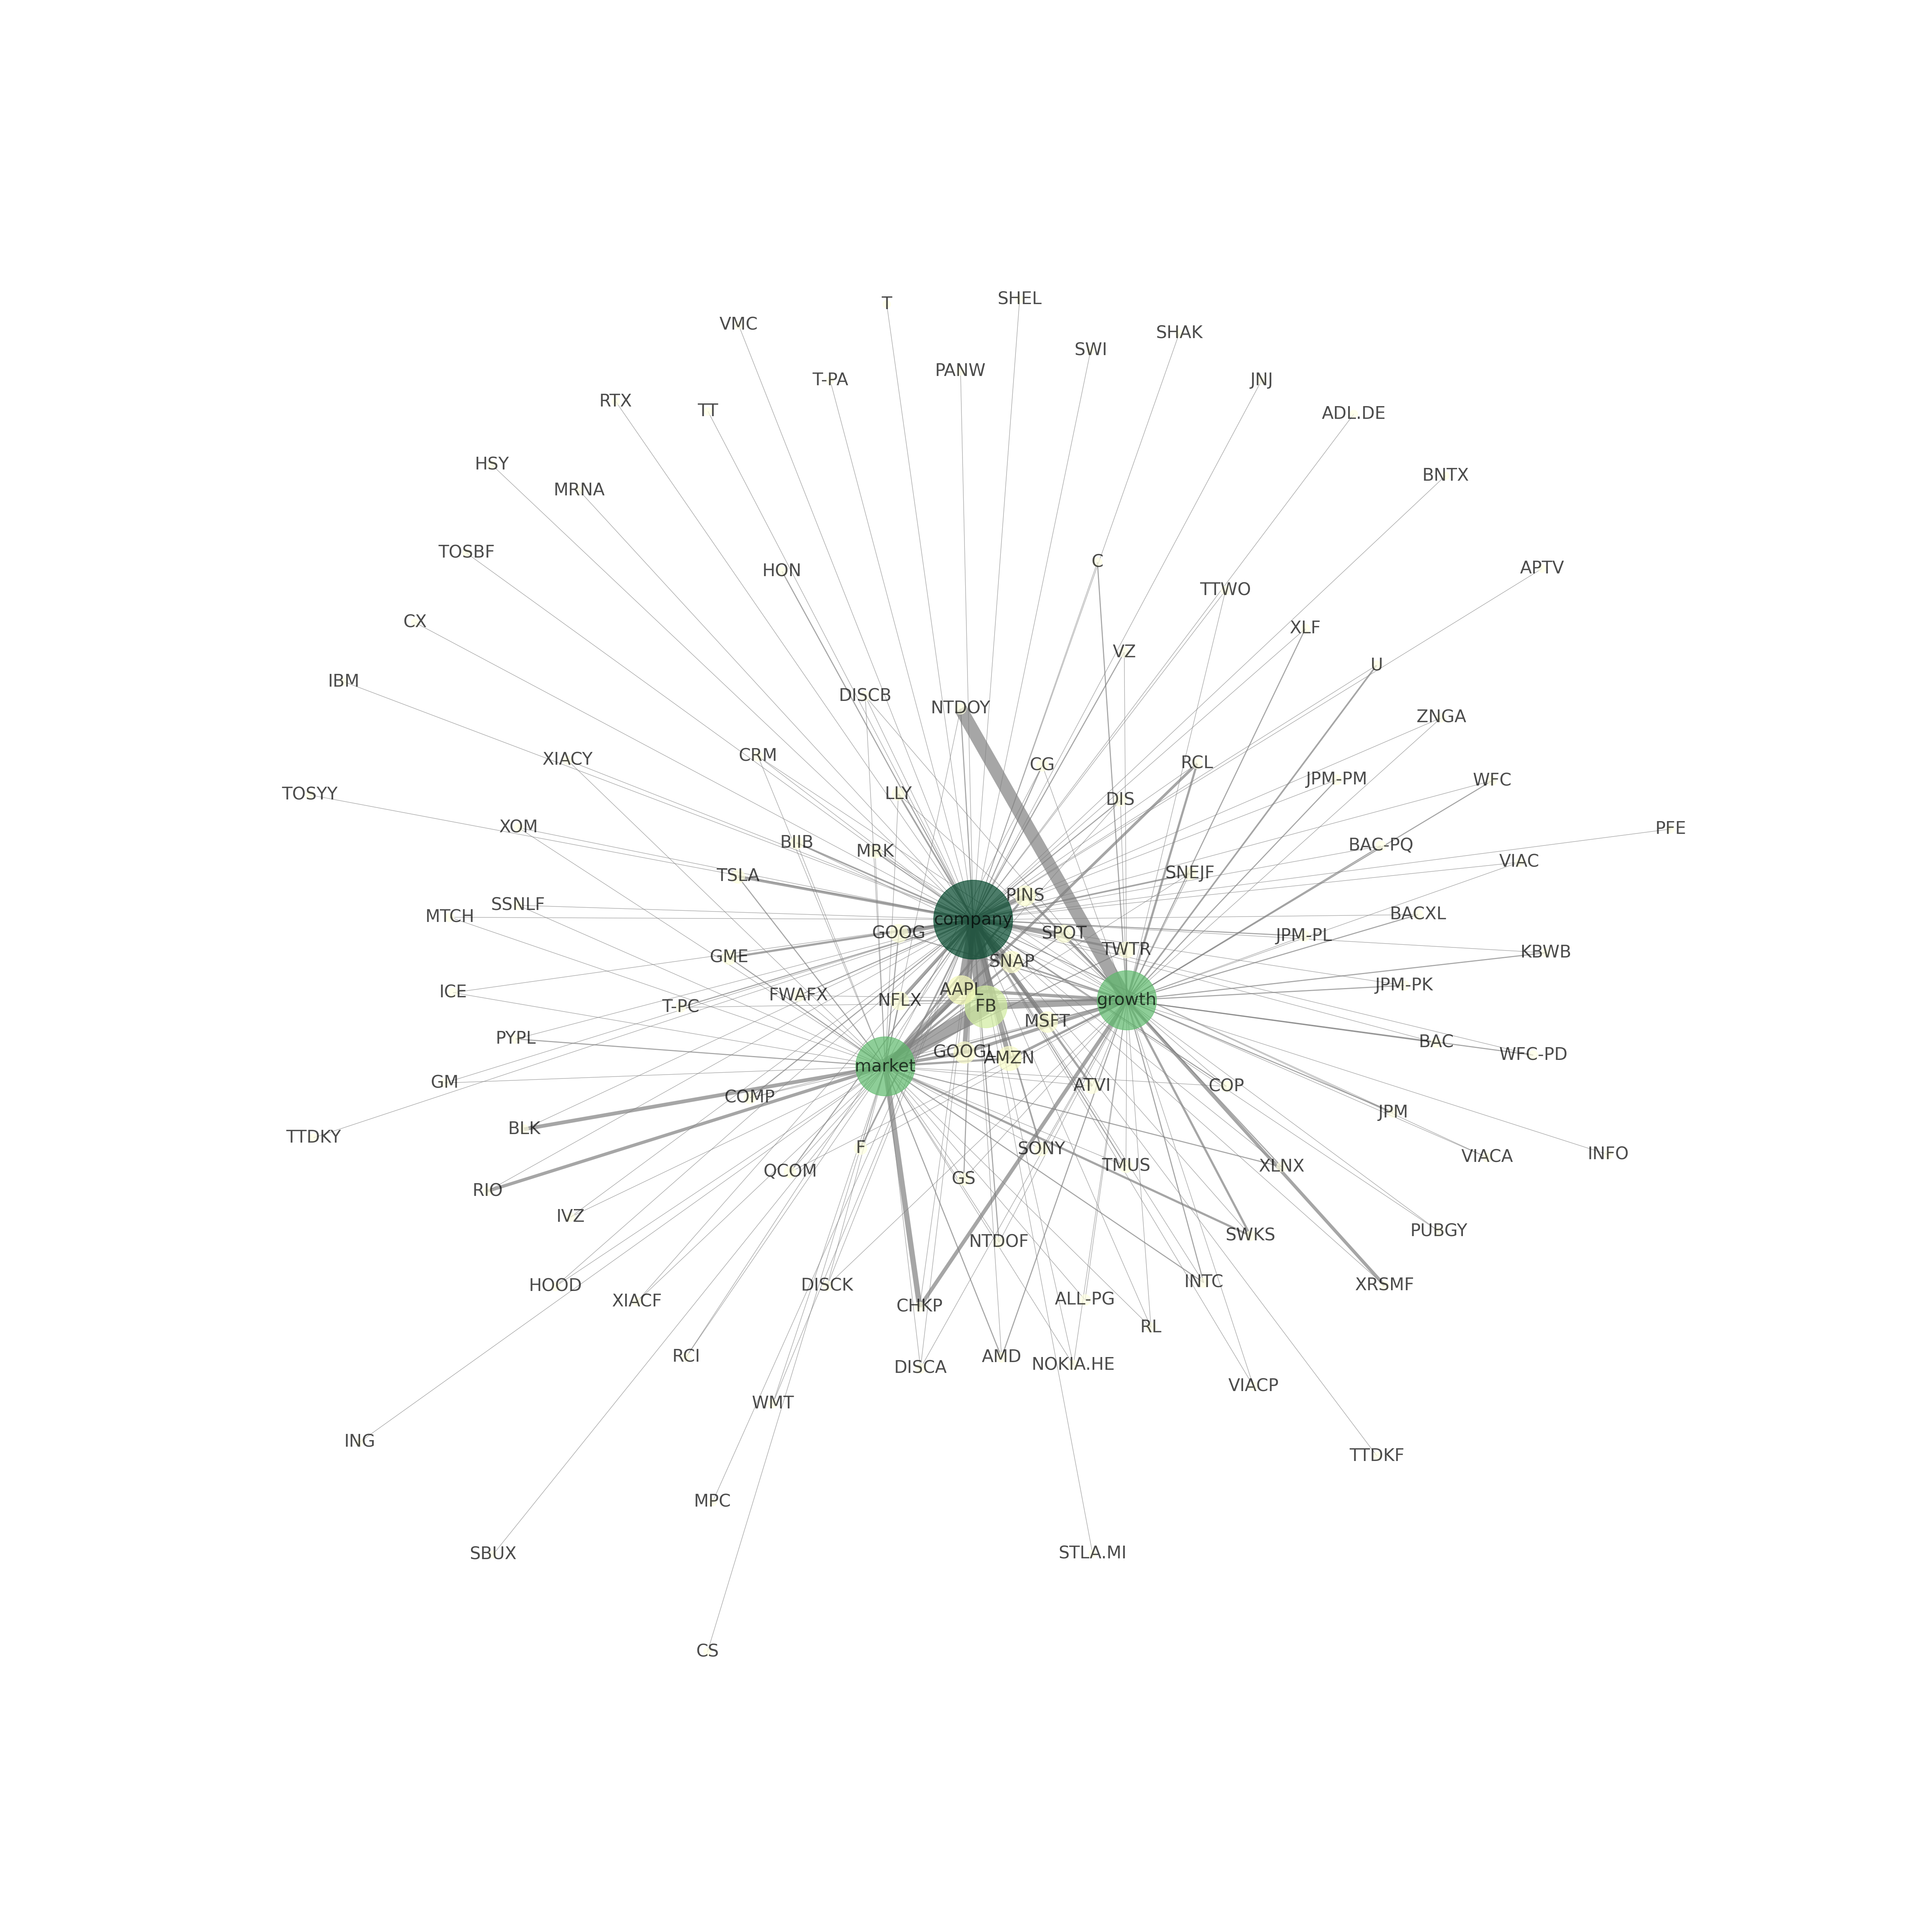 SHEL
T
VMC
SHAK
SWI
PANW
T-PA
JNJ
RTX
TT
ADL.DE
HSY
BNTX
MRNA
TOSBF
C
APTV
HON
TTWO
CX
XLF
VZ
U
IBM
DISCB
NTDOY
ZNGA
CRM
XIACY
RCL
CG
JPM-PM
WFC
TOSYY
LLY
DIS
XOM
PFE
BIIB
BAC-PQ
MRK
VIAC
SNEJF
TSLA
PINS
SSNLF
BACXL
MTCH
company
GOOG
SPOT
JPM-PL
TWTR
KBWB
GME
SNAP
JPM-PK
AAPL
ICE
FWAFX
growth
NFLX
T-PC
FB
MSFT
PYPL
BAC
GOOGL
WFC-PD
AMZN
market
GM
ATVI
COP
COMP
JPM
BLK
TTDKY
F
SONY
INFO
VIACA
TMUS
XLNX
QCOM
GS
RIO
IVZ
PUBGY
SWKS
NTDOF
INTC
HOOD
DISCK
XRSMF
ALL-PG
XIACF
CHKP
RL
RCI
AMD
NOKIA.HE
DISCA
VIACP
WMT
ING
TTDKF
MPC
STLA.MI
SBUX
CS